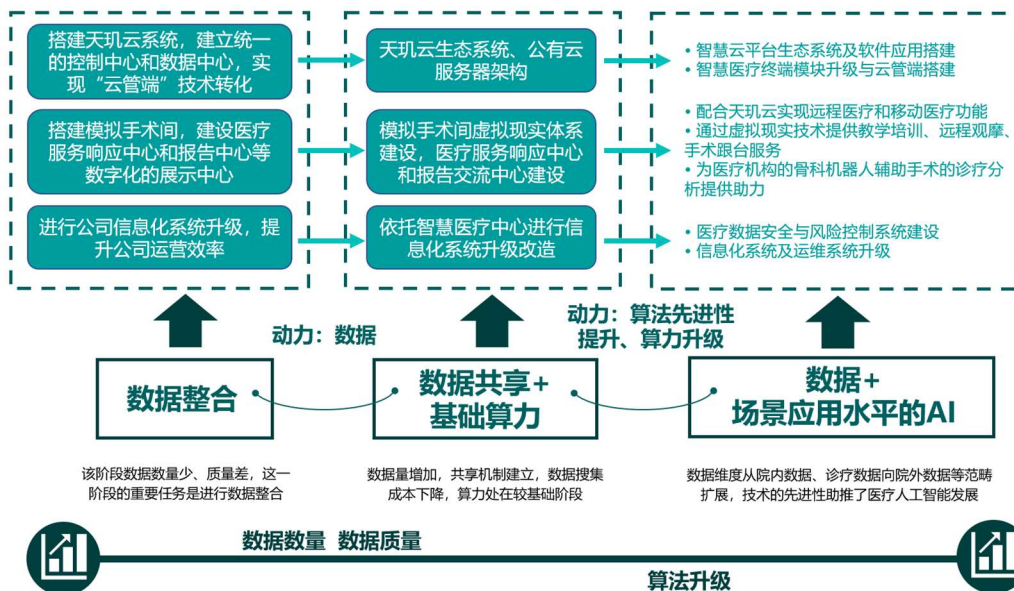 搭建天玑云系统，建立统一
的控制中心和数据中心，实
现“云管端”技术转化
天玑云生态系统、公有云
服务器架构
• 智慧云平台生态系统及软件应用搭建
• 智慧医疗终端模块升级与云管端搭建
搭建模拟手术间，建设医疗
服务响应中心和报告中心等
数字化的展示中心
模拟手术间虚拟现实体系
建设，医疗服务响应中心
和报告交流中心建设
• 配合天玑云实现远程医疗和移动医疗功能
• 通过虚拟现实技术提供教学培训、远程观摩、
手术跟台服务
• 为医疗机构的骨科机器人辅助手术的诊疗分
析提供助力
进行公司信息化系统升级，提
升公司运营效率
依托智慧医疗中心进行信
息化系统升级改造
• 医疗数据安全与风险控制系统建设
• 信息化系统及运维系统升级
动力：数据
动力：算法先进性
提升、算力升级
数据整合
数据共享+
基础算力
数据+
场景应用水平的AI
该阶段数据数量少、质量差，这一
阶段的重要任务是进行数据整合
数据量增加，共享机制建立，数据搜集
成本下降，算力处在较基础阶段
数据维度从院内数据、诊疗数据向院外数据等范畴
扩展，技术的先进性助推了医疗人工智能发展
数据数量 数据质量
算法升级